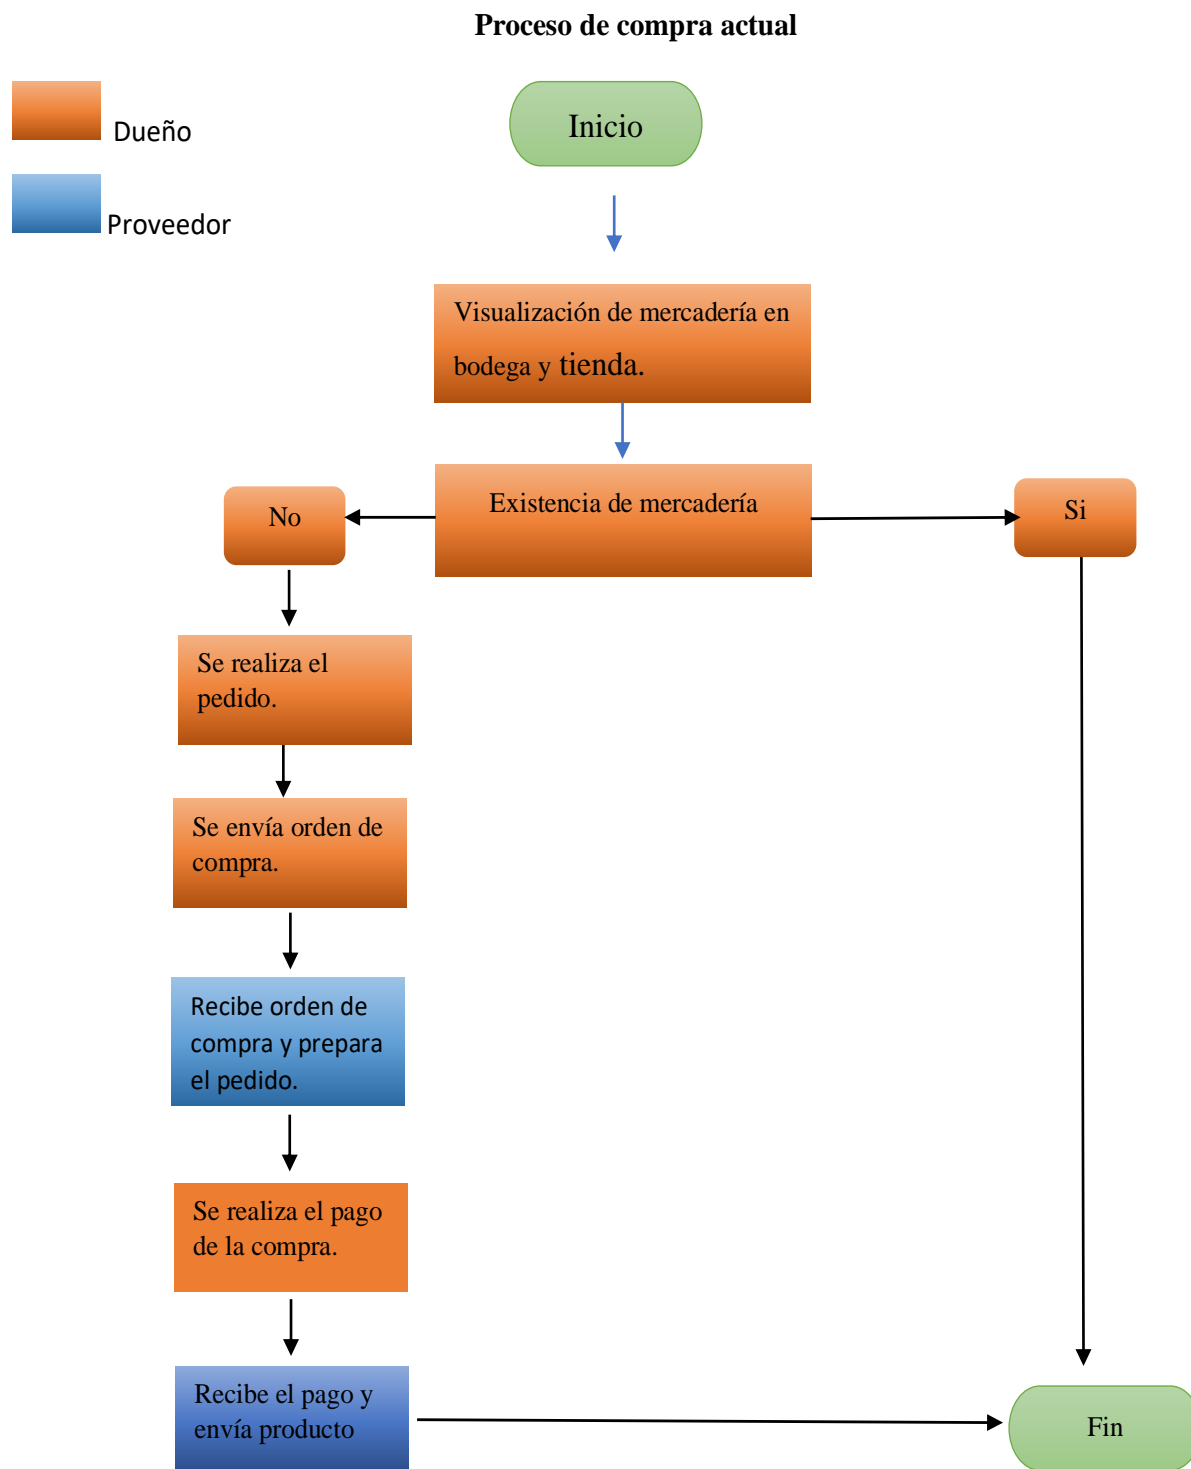 Proceso de compra actual
Dueño
Inicio
Proveedor
Visualización de mercadería en
bodega y tienda.
Existencia de mercadería
No
Si
Se realiza el
pedido.
Se envía orden de
compra.
Recibe orden de
compra y prepara
el pedido.
Se realiza el pago
de la compra.
Recibe el pago y
envía producto
Fin